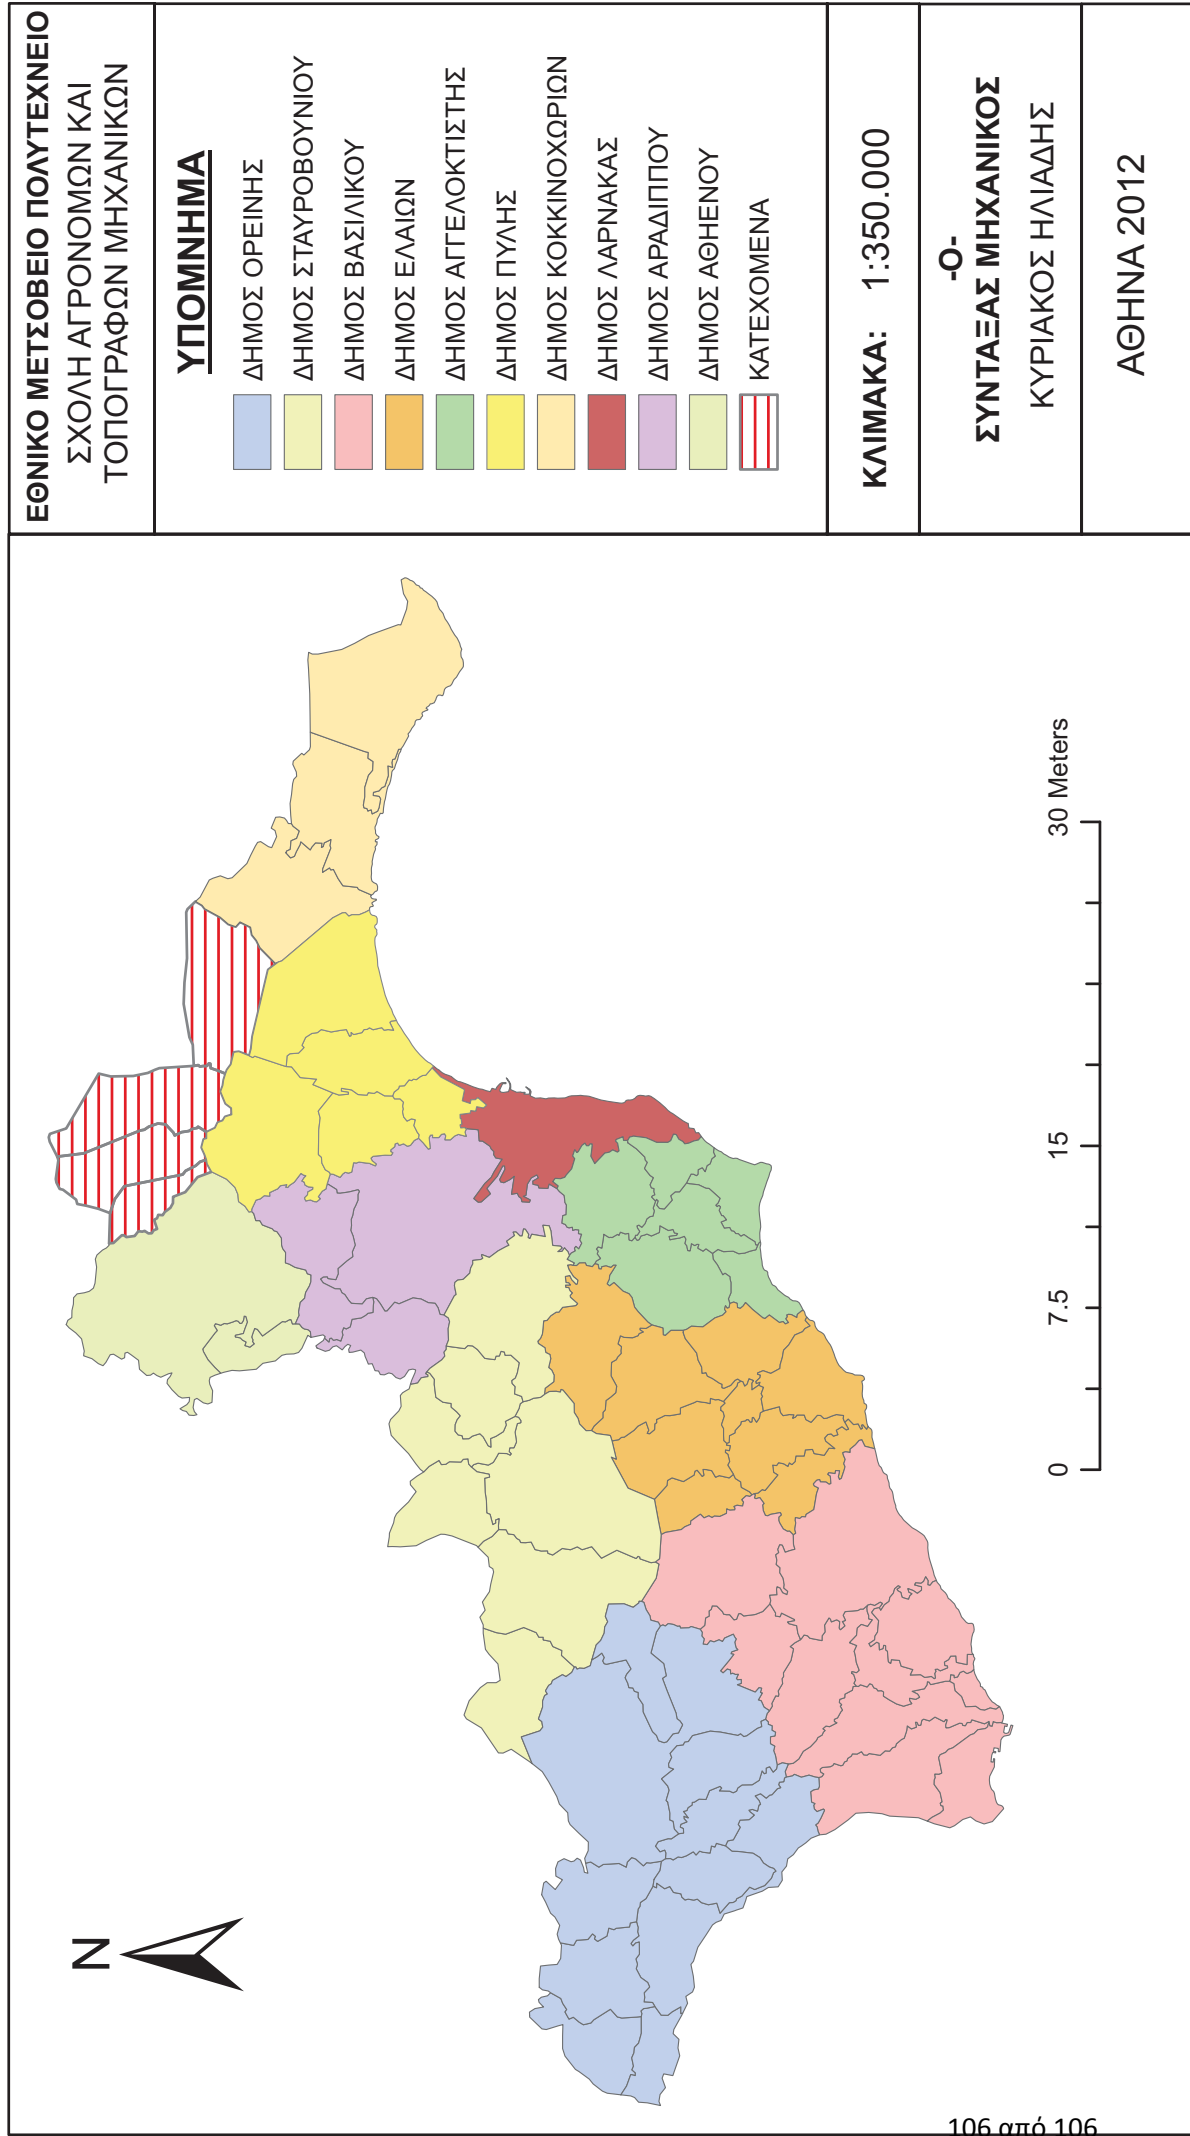 ΕΘΝΙΚΟ ΜΕΤΣΟΒΕΙΟ ΠΟΛΥΤΕΧΝΕΙΟ
ΣΧΟΛΗ ΑΓΡΟΝΟΜΩΝ ΚΑΙ
ΤΟΠΟΓΡΑΦΩΝ ΜΗΧΑΝΙΚΩΝ
ΥΠΟΜΝΗΜΑ
ΔΗΜΟΣ ΟΡΕΙΝΗΣ
ΔΗΜΟΣ ΣΤΑΥΡΟΒΟΥΝΙΟΥ
ΔΗΜΟΣ ΒΑΣΙΛΙΚΟΥ
ΔΗΜΟΣ ΕΛΑΙΩΝ
ΔΗΜΟΣ ΑΓΓΕΛΟΚΤΙΣΤΗΣ
ΔΗΜΟΣ ΠΥΛΗΣ
ΔΗΜΟΣ ΚΟΚΚΙΝΟΧΩΡΙΩΝ
ΔΗΜΟΣ ΛΑΡΝΑΚΑΣ
ΔΗΜΟΣ ΑΡΑΔΙΠΠΟΥ
ΔΗΜΟΣ ΑΘΗΕΝΟΥ
ΚΑΤΕΧΟΜΕΝΑ
ΚΛΙΜΑΚΑ: 1:350.000
-Ο-
ΣΥΝΤΑΞΑΣ ΜΗΧΑΝΙΚΟΣ
ΚΥΡΙΑΚΟΣ ΗΛΙΑΔΗΣ
ΑΘΗΝΑ 2012
N
0 7.5 15 30 Meters
106 από 106